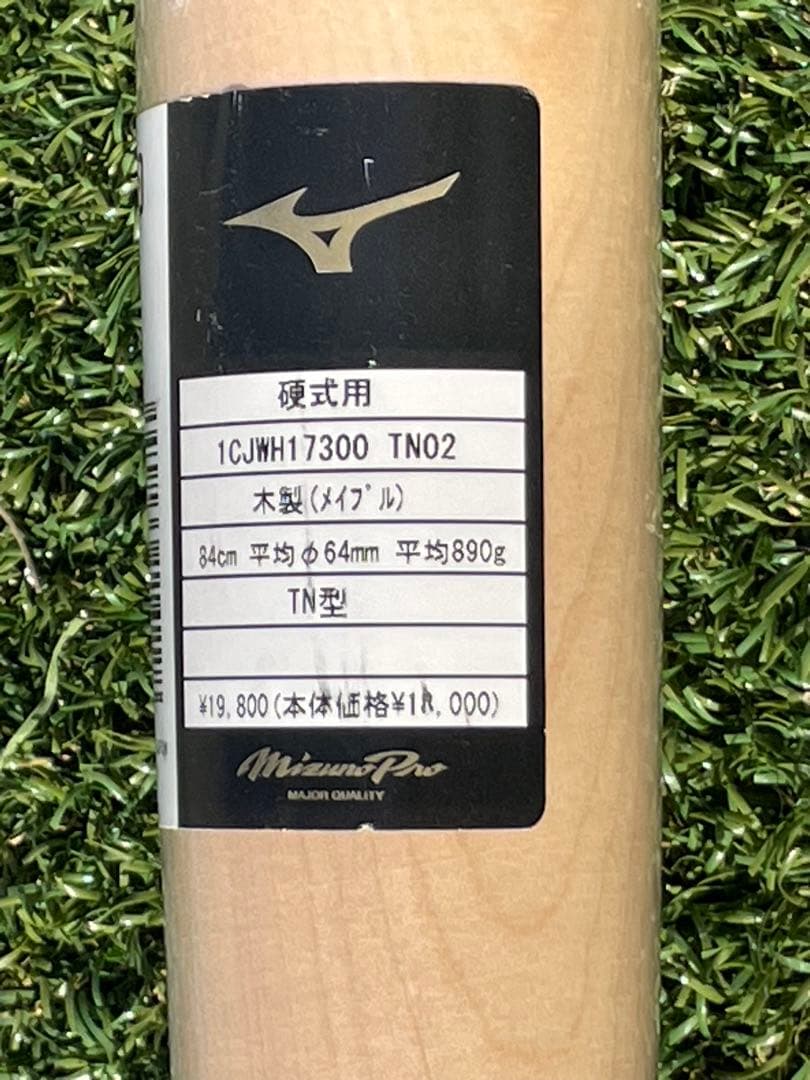 硬式用
1CJWH17300 TN02
木製(ﾒｲﾌﾟﾙ)
84cm 平均φ64mm 平均890g
TN型
¥19,800(本体価格¥18,000)
MizunoPro
MAJOR QUALITY